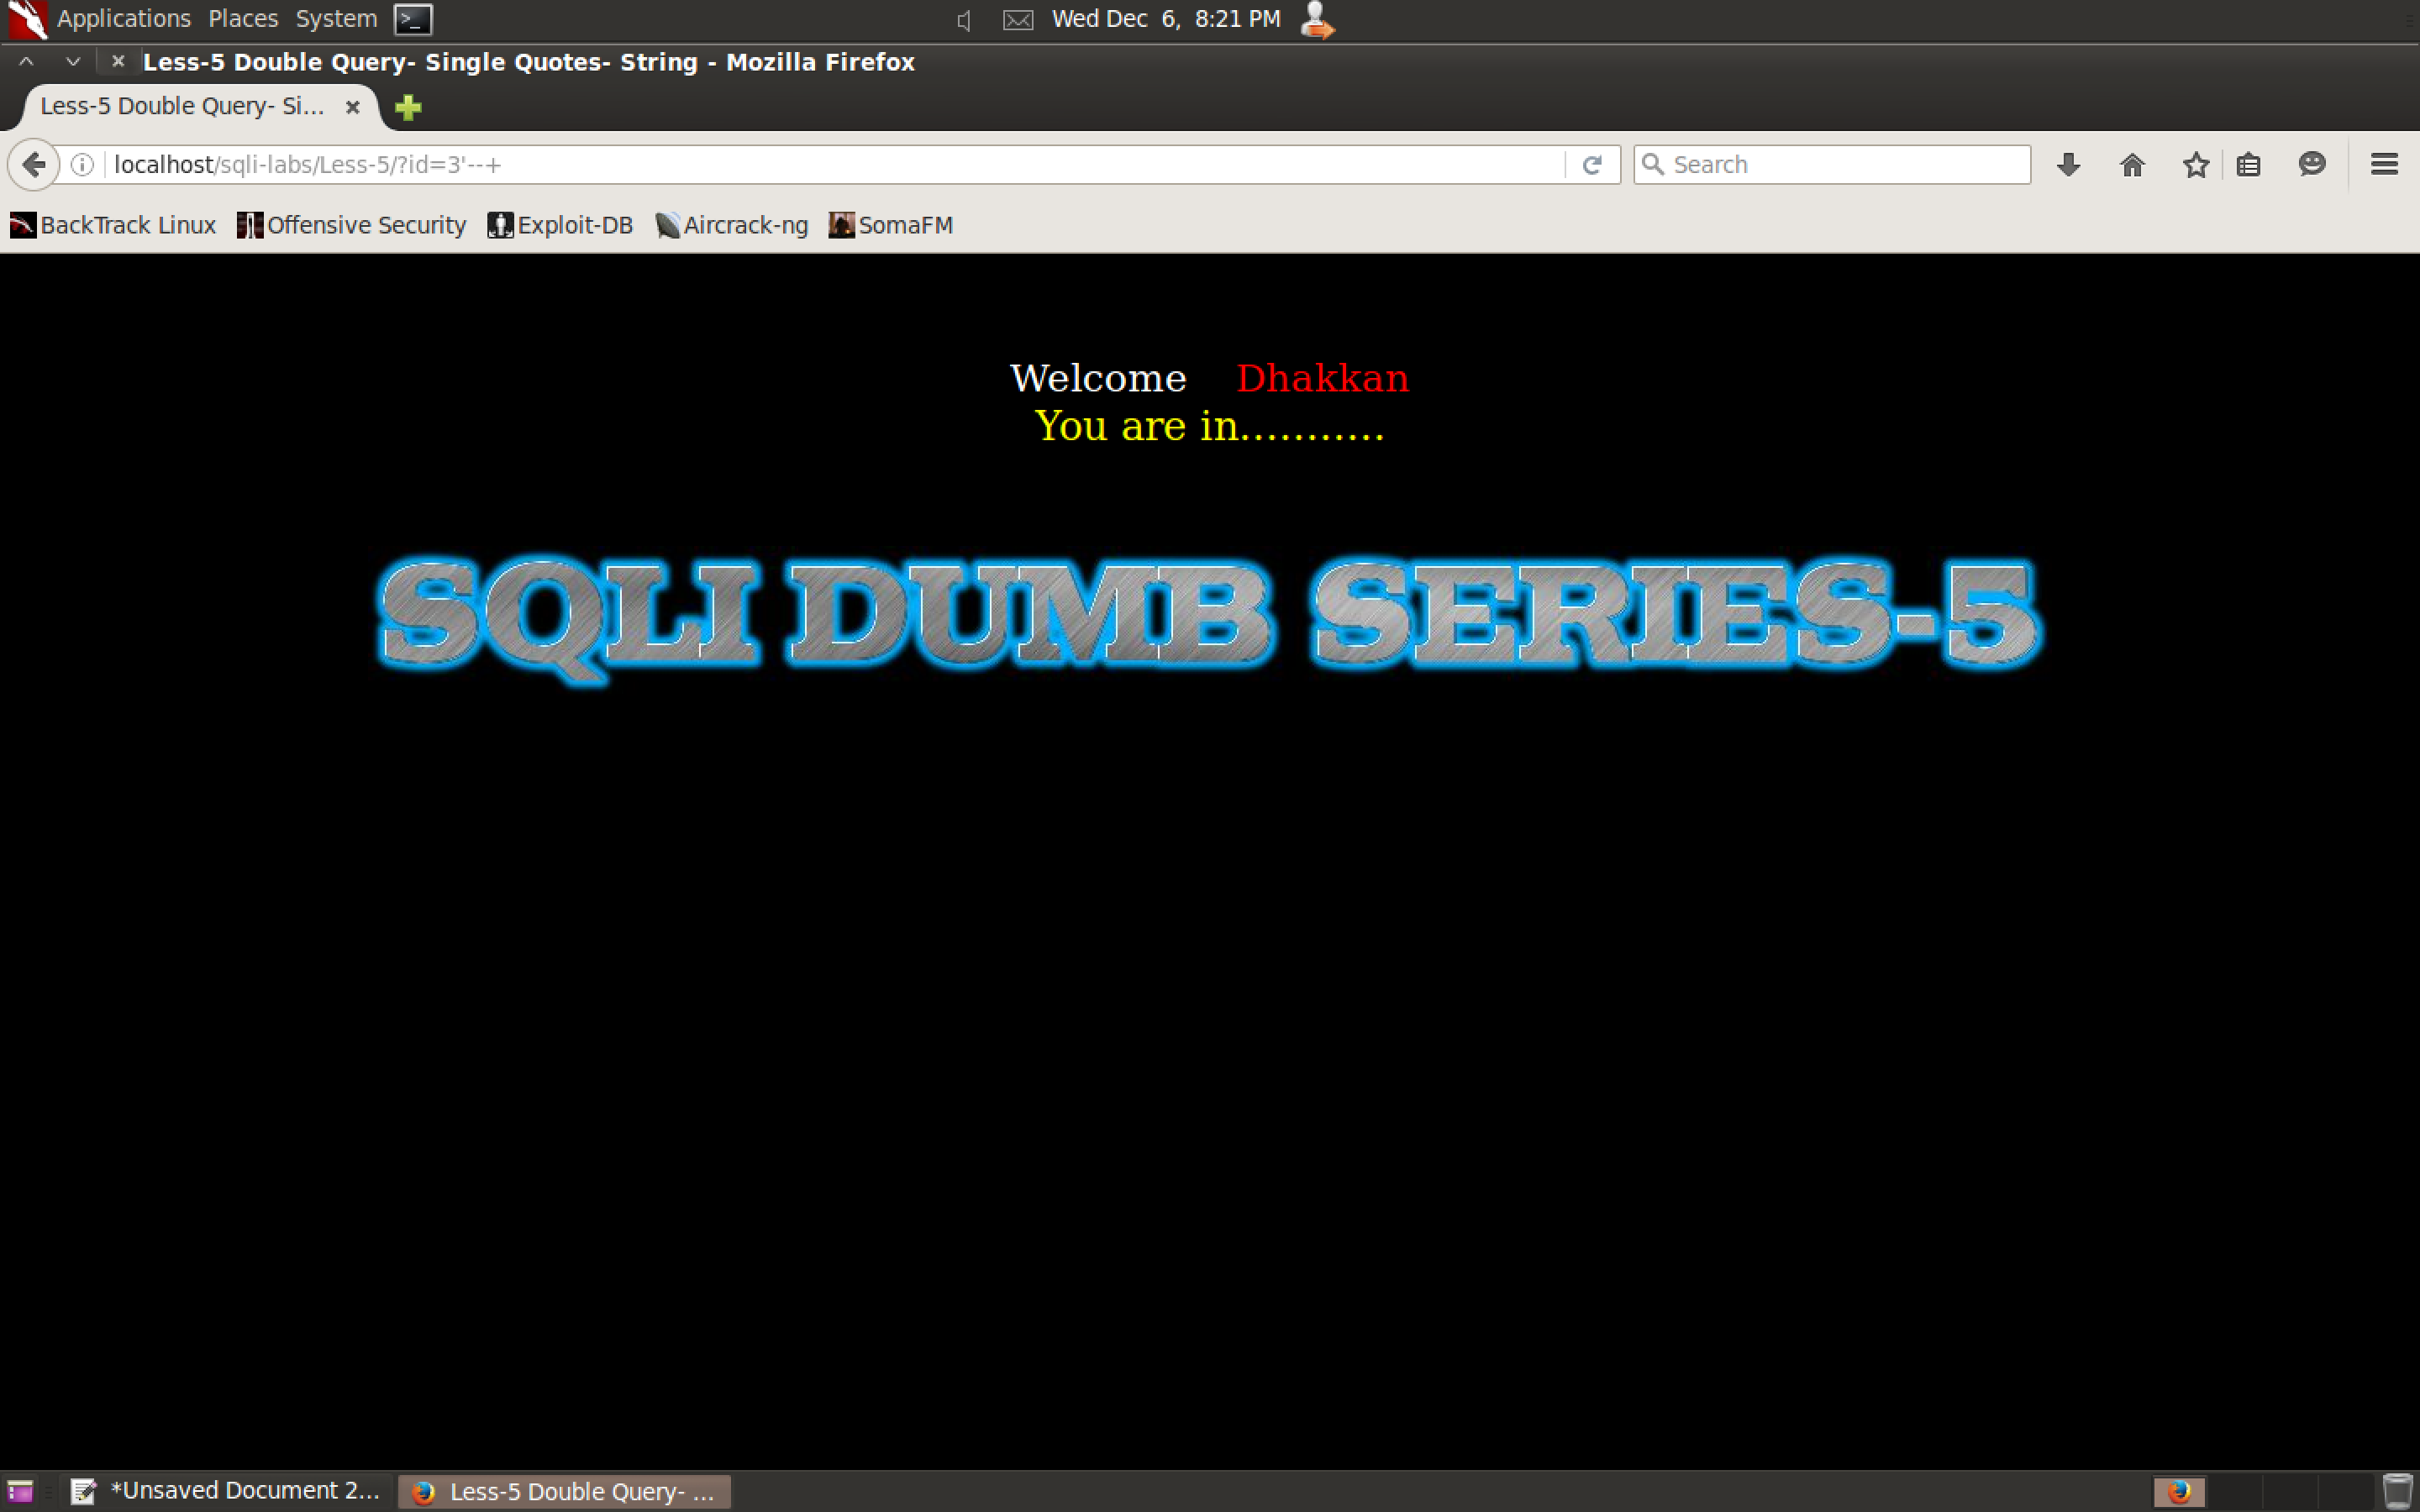 Applications Places System Wed Dec 6, 8:21 PM
Less-5 Double Query- Single Quotes- String - Mozilla Firefox
Less-5 Double Query- Si...
localhost/sqli-labs/Less-5/?id=3'--+ Search
BackTrack Linux Offensive Security Exploit-DB Aircrack-ng SomaFM
Welcome Dhakkan
You are in...........
SQLI DUMB SERIES-5
*Unsaved Document 2... Less-5 Double Query- ...